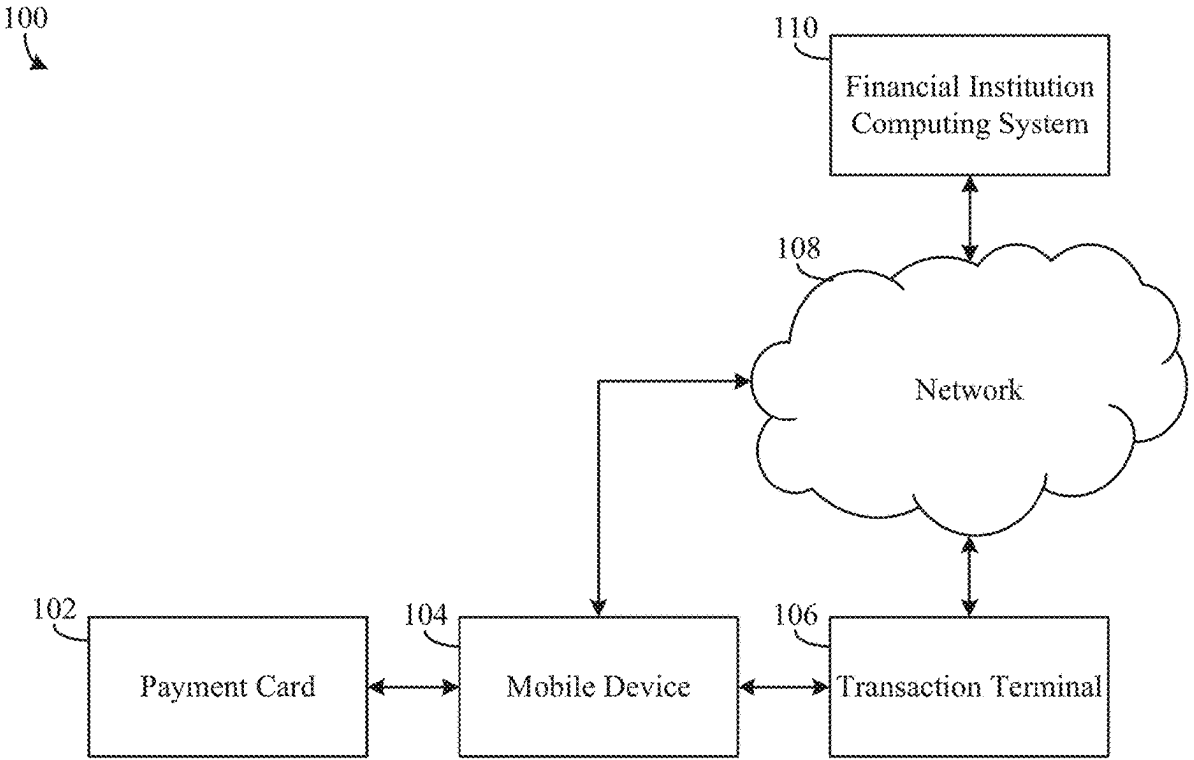 100
110
Financial Institution
Computing System
108
Network
102
Payment Card
104
Mobile Device
106
Transaction Terminal